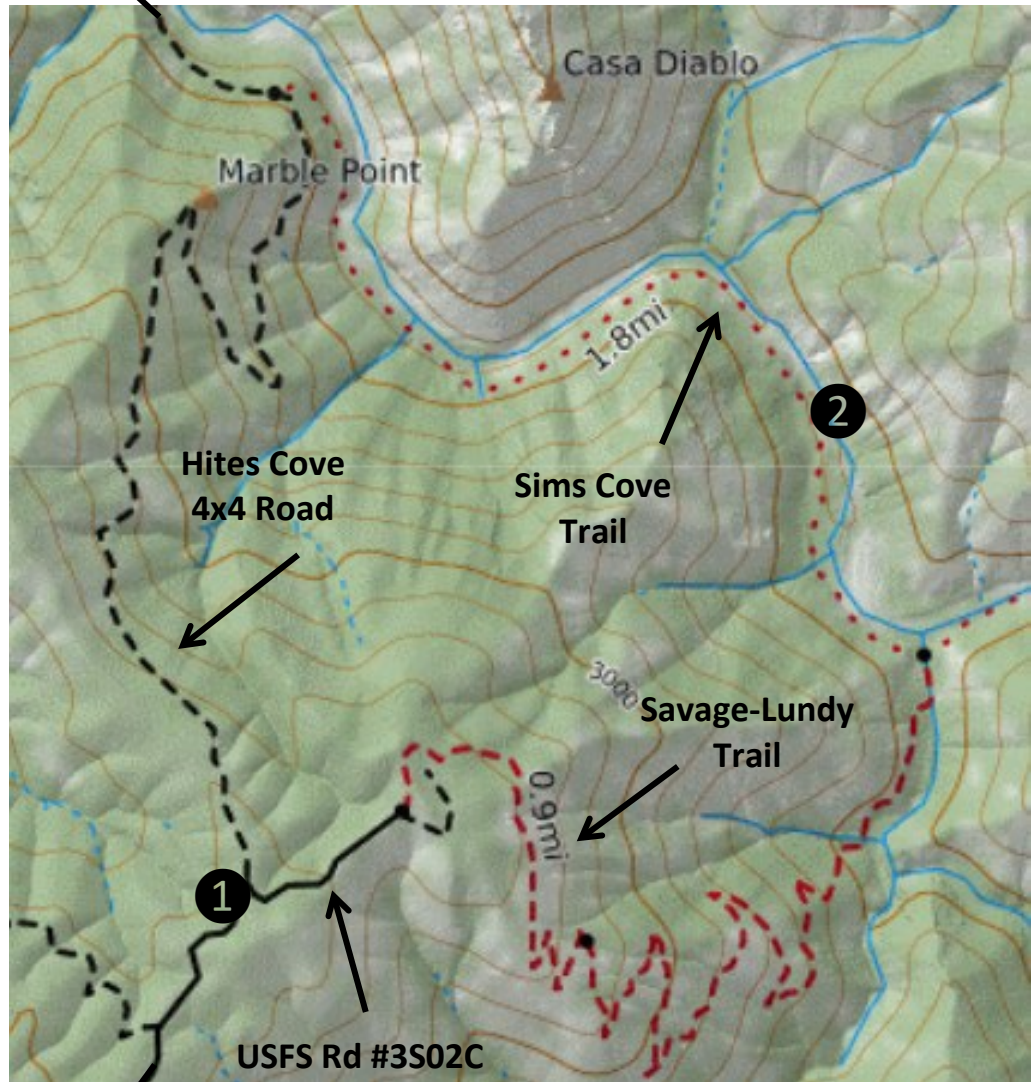 Casa Diablo
Marble Point
1.8mi
2
Hites Cove
4x4 Road
Sims Cove
Trail
3000
Savage-Lundy
Trail
0.9mi
1
USFS Rd #3S02C